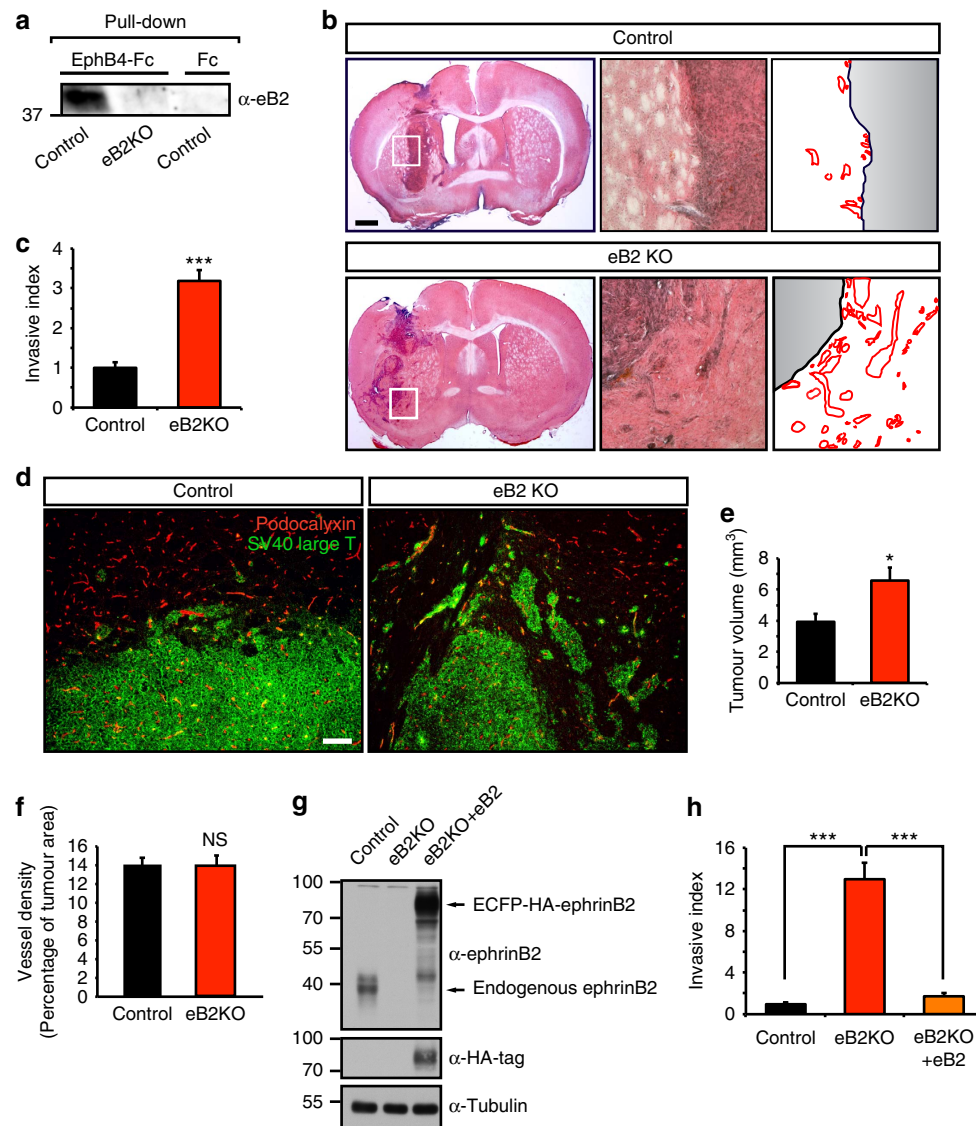 a
Pull-down
EphB4-Fc Fc
37
α-eB2
Control eB2KO Control
b
Control
eB2 KO
c
Invasive index
4
3
2
1
0
***
Control eB2KO
d
Control eB2 KO
Podocalyxin
SV40 large T
e
Tumour volume (mm3)
8
6
4
2
0
*
Control eB2KO
f
Vessel density
(Percentage of tumour area)
16
14
12
10
8
6
4
2
0
NS
Control eB2KO
g
Control eB2KO eB2KO+eB2
100
70
55
40
ECFP-HA-ephrinB2
α-ephrinB2
Endogenous ephrinB2
100
70
α-HA-tag
55
α-Tubulin
h
Invasive index
16
12
8
4
0
*** ***
Control eB2KO eB2KO
+eB2